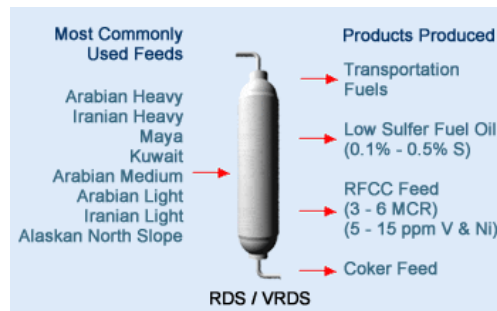 Most Commonly
Used Feeds
Arabian Heavy
Iranian Heavy
Maya
Kuwait
Arabian Medium
Arabian Light
Iranian Light
Alaskan North Slope
Products Produced
Transportation
Fuels
Low Sulfer Fuel Oil
(0.1% - 0.5% S)
RFCC Feed
(3 - 6 MCR)
(5 - 15 ppm V & Ni)
Coker Feed
RDS / VRDS